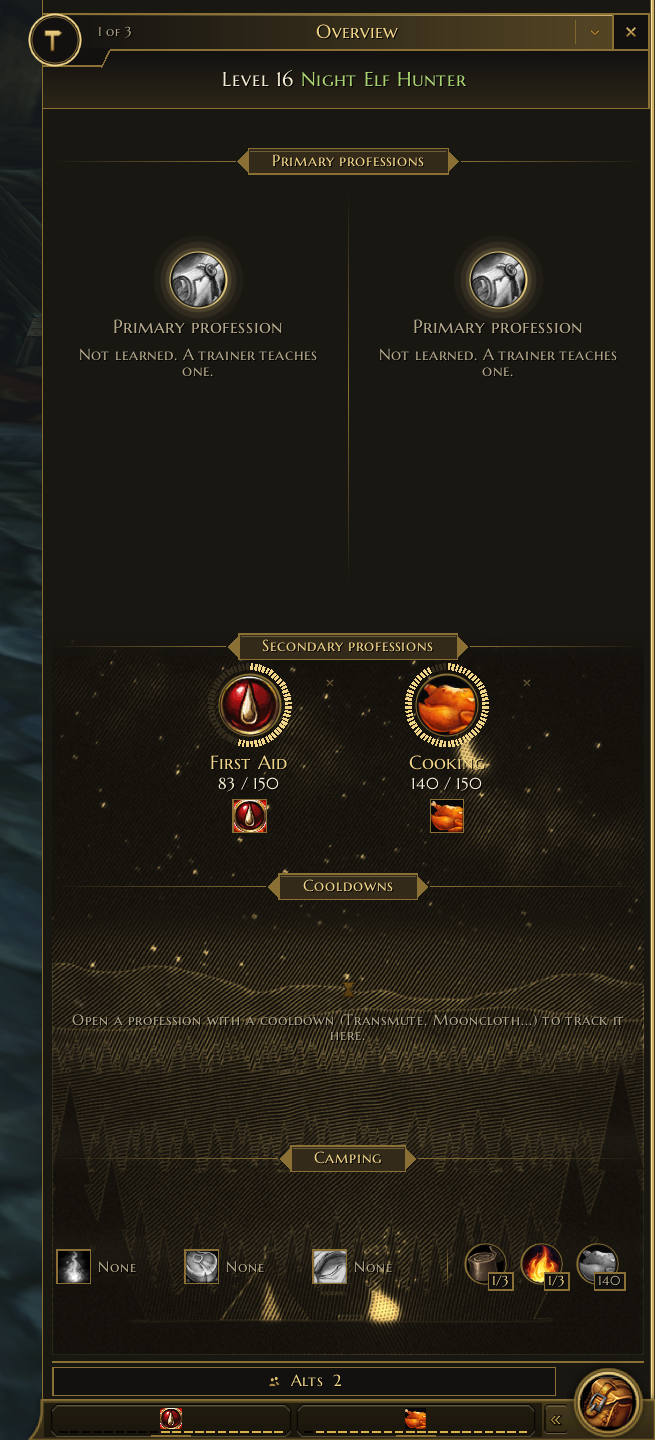 1 of 3
Overview
Level 16 Night Elf Hunter
Primary professions
Primary profession
Not learned. A trainer teaches
one.
Primary profession
Not learned. A trainer teaches
one.
Secondary professions
First Aid
83 / 150
Cooking
140 / 150
Cooldowns
Open a profession with a cooldown (Transmute, Mooncloth...) to track it
here.
Camping
None
None
None
1/3
1/3
140
Alts 2